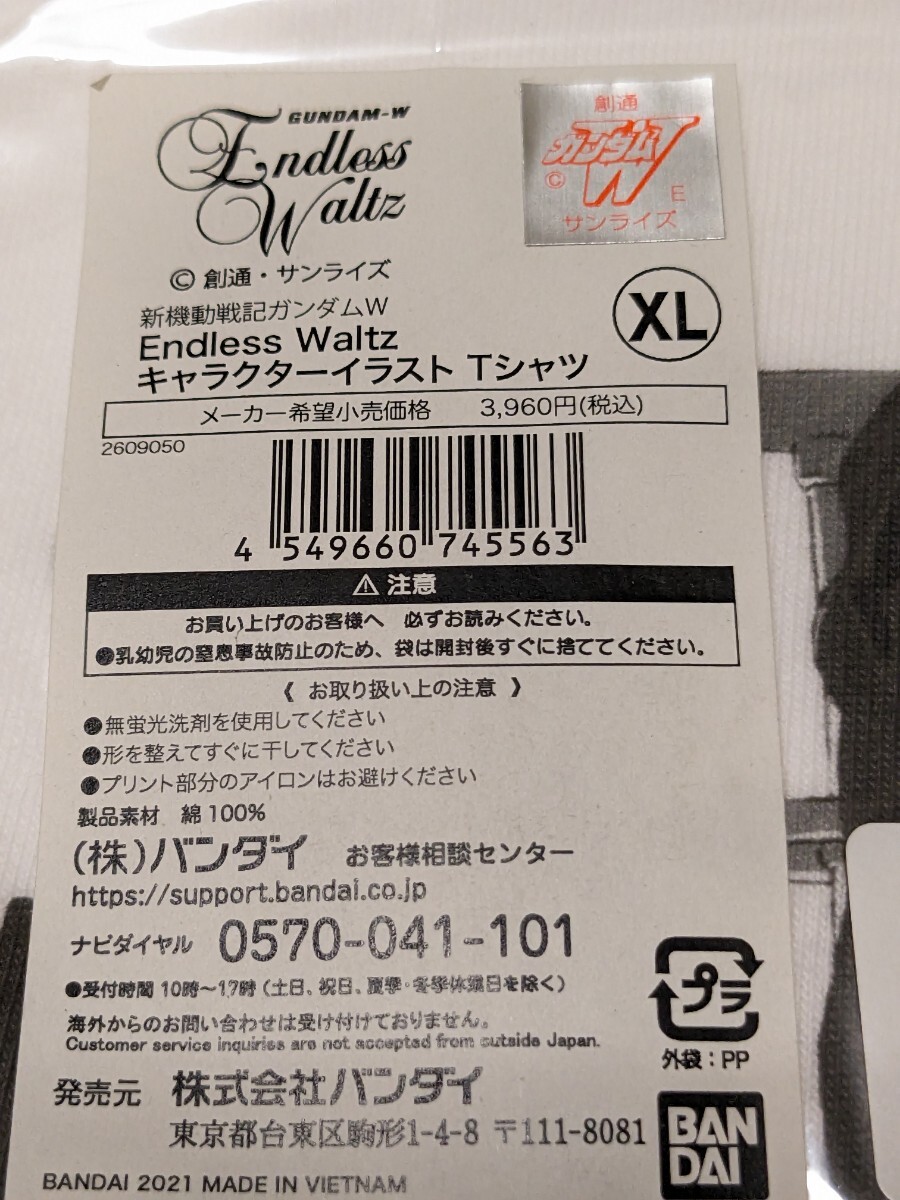 GUNDAM-W
Endless
Waltz
© 創通・サンライズ
創通
ガンダム
© W E
サンライズ
新機動戦記ガンダムW
Endless Waltz
キャラクターイラスト Tシャツ
XL
メーカー希望小売価格 3,960円(税込)
2609050
4 549660 745563
⚠ 注意
お買い上げのお客様へ 必ずお読みください。
●乳幼児の窒息事故防止のため、袋は開封後すぐに捨ててください。
《 お取り扱い上の注意 》
●無蛍光洗剤を使用してください
●形を整えてすぐに干してください
●プリント部分のアイロンはお避けください
製品素材 綿100%
(株)バンダイ お客様相談センター
https://support.bandai.co.jp
ナビダイヤル 0570-041-101
●受付時間 10時〜17時 (土日、祝日、夏季・冬季休業日を除く)
海外からのお問い合わせは受け付けておりません。
Customer service inquiries are not accepted from outside Japan.
プラ
外袋：PP
発売元 株式会社バンダイ
東京都台東区駒形1-4-8 〒111-8081
BANDAI 2021 MADE IN VIETNAM
BAN
DAI